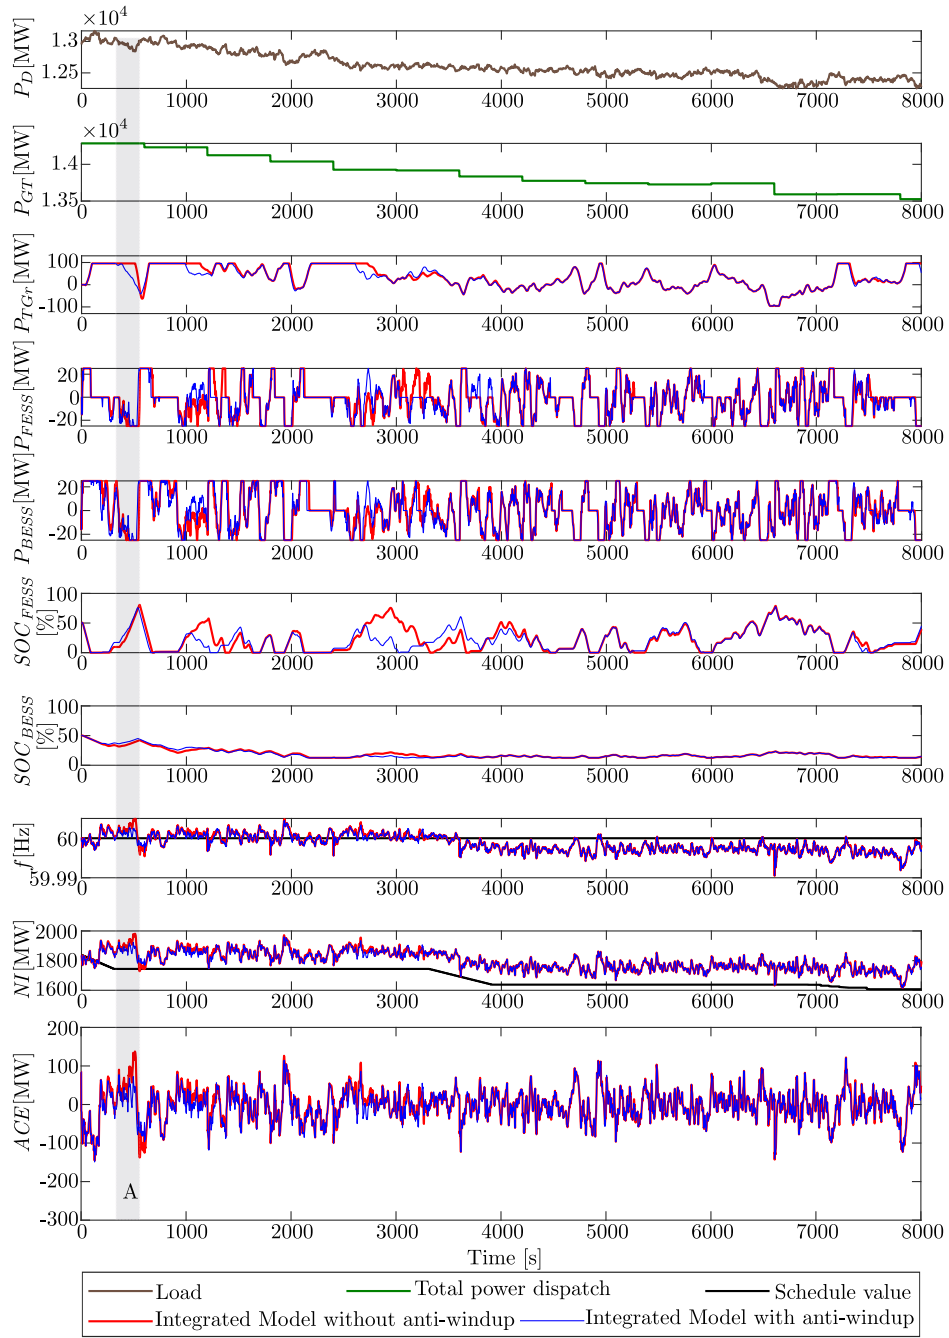 ×10⁴
P_D [MW]
1.3
1.25
0 1000 2000 3000 4000 5000 6000 7000 8000
×10⁴
P_GT [MW]
1.4
1.35
0 1000 2000 3000 4000 5000 6000 7000 8000
P_TGr [MW]
100
0
-100
0 1000 2000 3000 4000 5000 6000 7000 8000
P_FESS [MW]
20
0
-20
0 1000 2000 3000 4000 5000 6000 7000 8000
P_BESS [MW]
20
0
-20
0 1000 2000 3000 4000 5000 6000 7000 8000
SOC_FESS
[%]
100
50
0
0 1000 2000 3000 4000 5000 6000 7000 8000
SOC_BESS
[%]
100
50
0
0 1000 2000 3000 4000 5000 6000 7000 8000
f [Hz]
60
59.99
0 1000 2000 3000 4000 5000 6000 7000 8000
NI [MW]
2000
1800
1600
0 1000 2000 3000 4000 5000 6000 7000 8000
ACE [MW]
200
100
0
-100
-200
-300
A
0 1000 2000 3000 4000 5000 6000 7000 8000
Time [s]
Load Total power dispatch Schedule value
Integrated Model without anti-windup Integrated Model with anti-windup